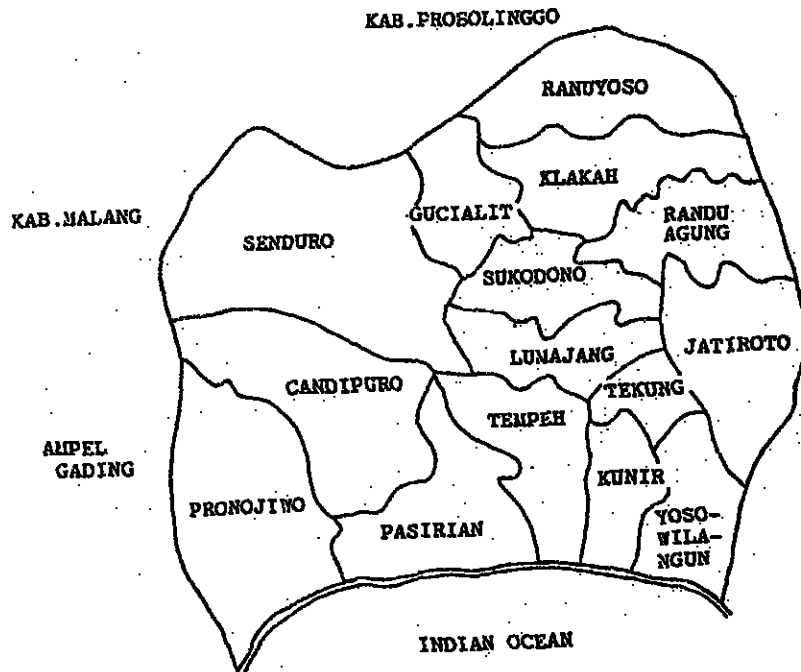 KAB.PROBOLINGGO
RANUYOSO
KLAKAH
KAB.MALANG
GUCIALIT
RANDU
AGUNG
SENDURO
SUKODONO
LUMAJANG
JATIROTO
CANDIPURO
TEKUNG
TEMPEH
AMPEL
GADING
KUNIR
PRONOJIWO
PASIRIAN
YOSO-
WILA-
NGUN
INDIAN OCEAN